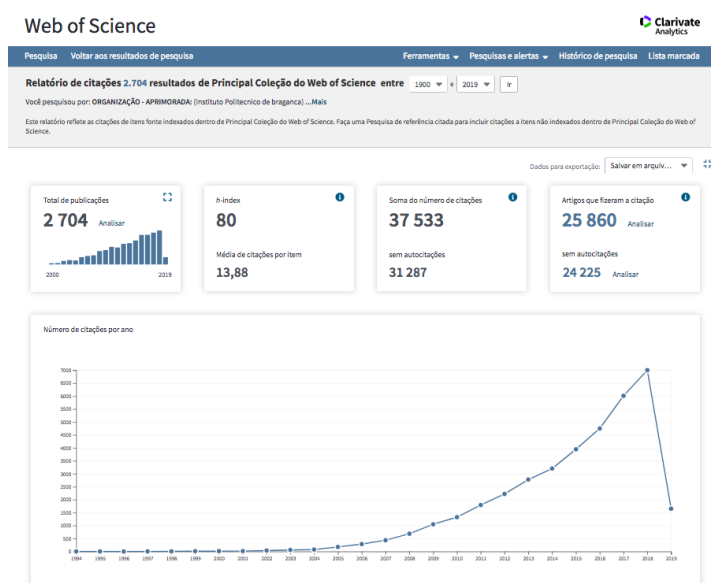 Web of Science
Clarivate
Analytics
Pesquisa Voltar aos resultados de pesquisa Ferramentas Pesquisas e alertas Histórico de pesquisa Lista marcada
Relatório de citações 2.704 resultados de Principal Coleção do Web of Science entre 1900 e 2019 Ir
Você pesquisou por: ORGANIZAÇÃO - APRIMORADA: (Instituto Politecnico de braganca) ...Mais
Este relatório reflete as citações de itens fonte indexados dentro de Principal Coleção do Web of Science. Faça uma Pesquisa de referência citada para incluir citações a itens não indexados dentro de Principal Coleção do Web of
Science.
Dados para exportação: Salvar em arquiv...
Total de publicações
2 704 Analisar
2000 2019
h-index
80
Média de citações por item
13,88
Soma do número de citações
37 533
sem autocitações
31 287
Artigos que fizeram a citação
25 860 Analisar
sem autocitações
24 225 Analisar
Número de citações por ano
7000
6500
6000
5500
5000
4500
4000
3500
3000
2500
2000
1500
1000
500
0
1994 1995 1996 1997 1998 1999 2000 2001 2002 2003 2004 2005 2006 2007 2008 2009 2010 2011 2012 2013 2014 2015 2016 2017 2018 2019